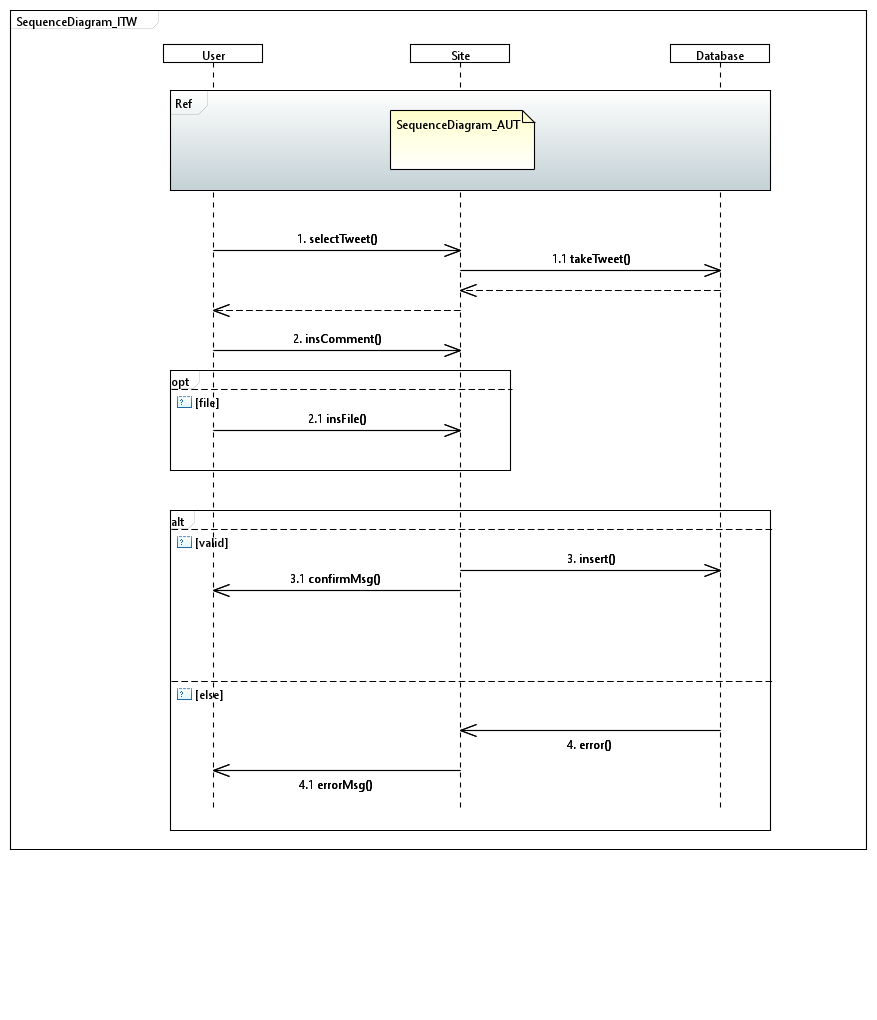 SequenceDiagram_ITW
User
Site
Database
Ref
SequenceDiagram_AUT
1. selectTweet()
1.1 takeTweet()
2. insComment()
opt
[file]
2.1 insFile()
alt
[valid]
3. insert()
3.1 confirmMsg()
[else]
4. error()
4.1 errorMsg()